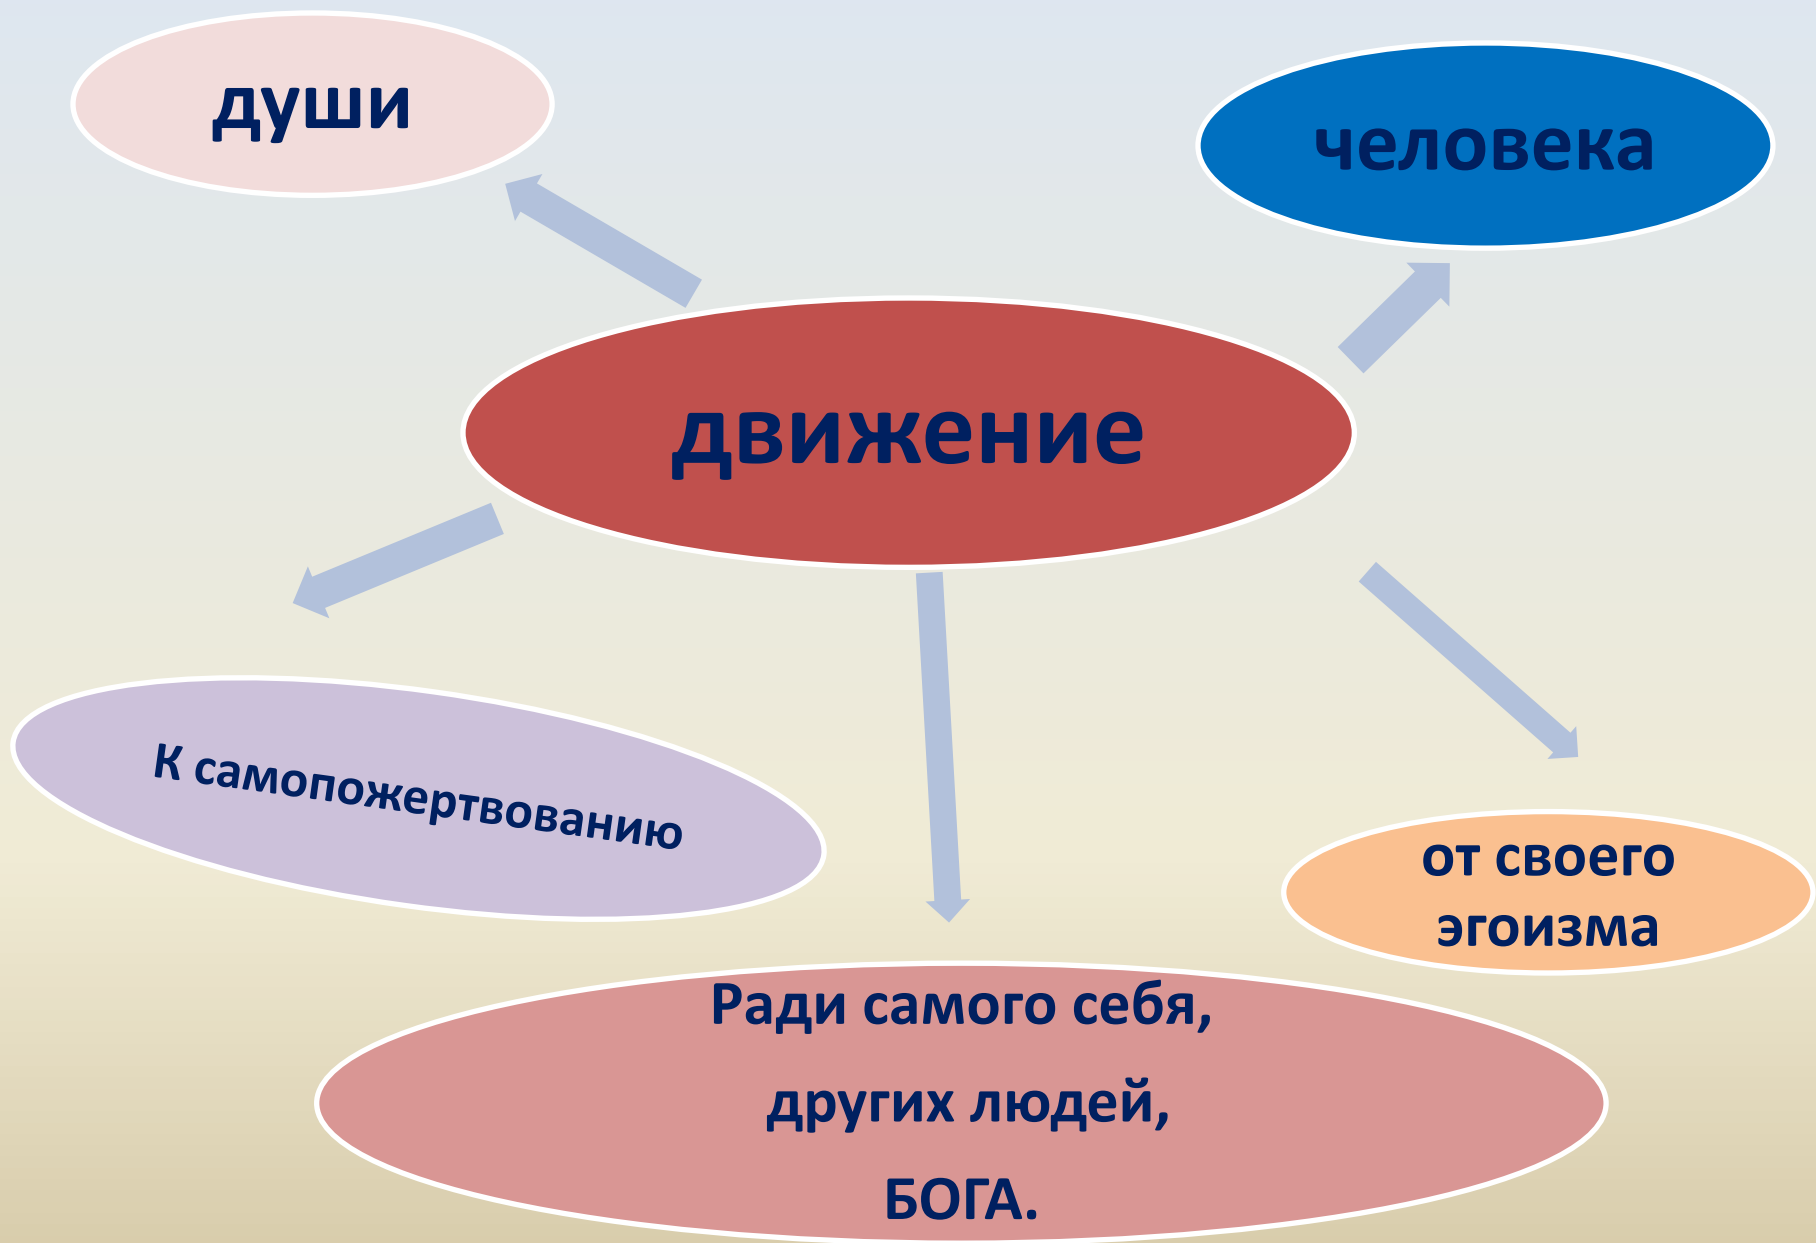 души
человека
движение
К самопожертвованию
от своего
эгоизма
Ради самого себя,
других людей,
БОГА.